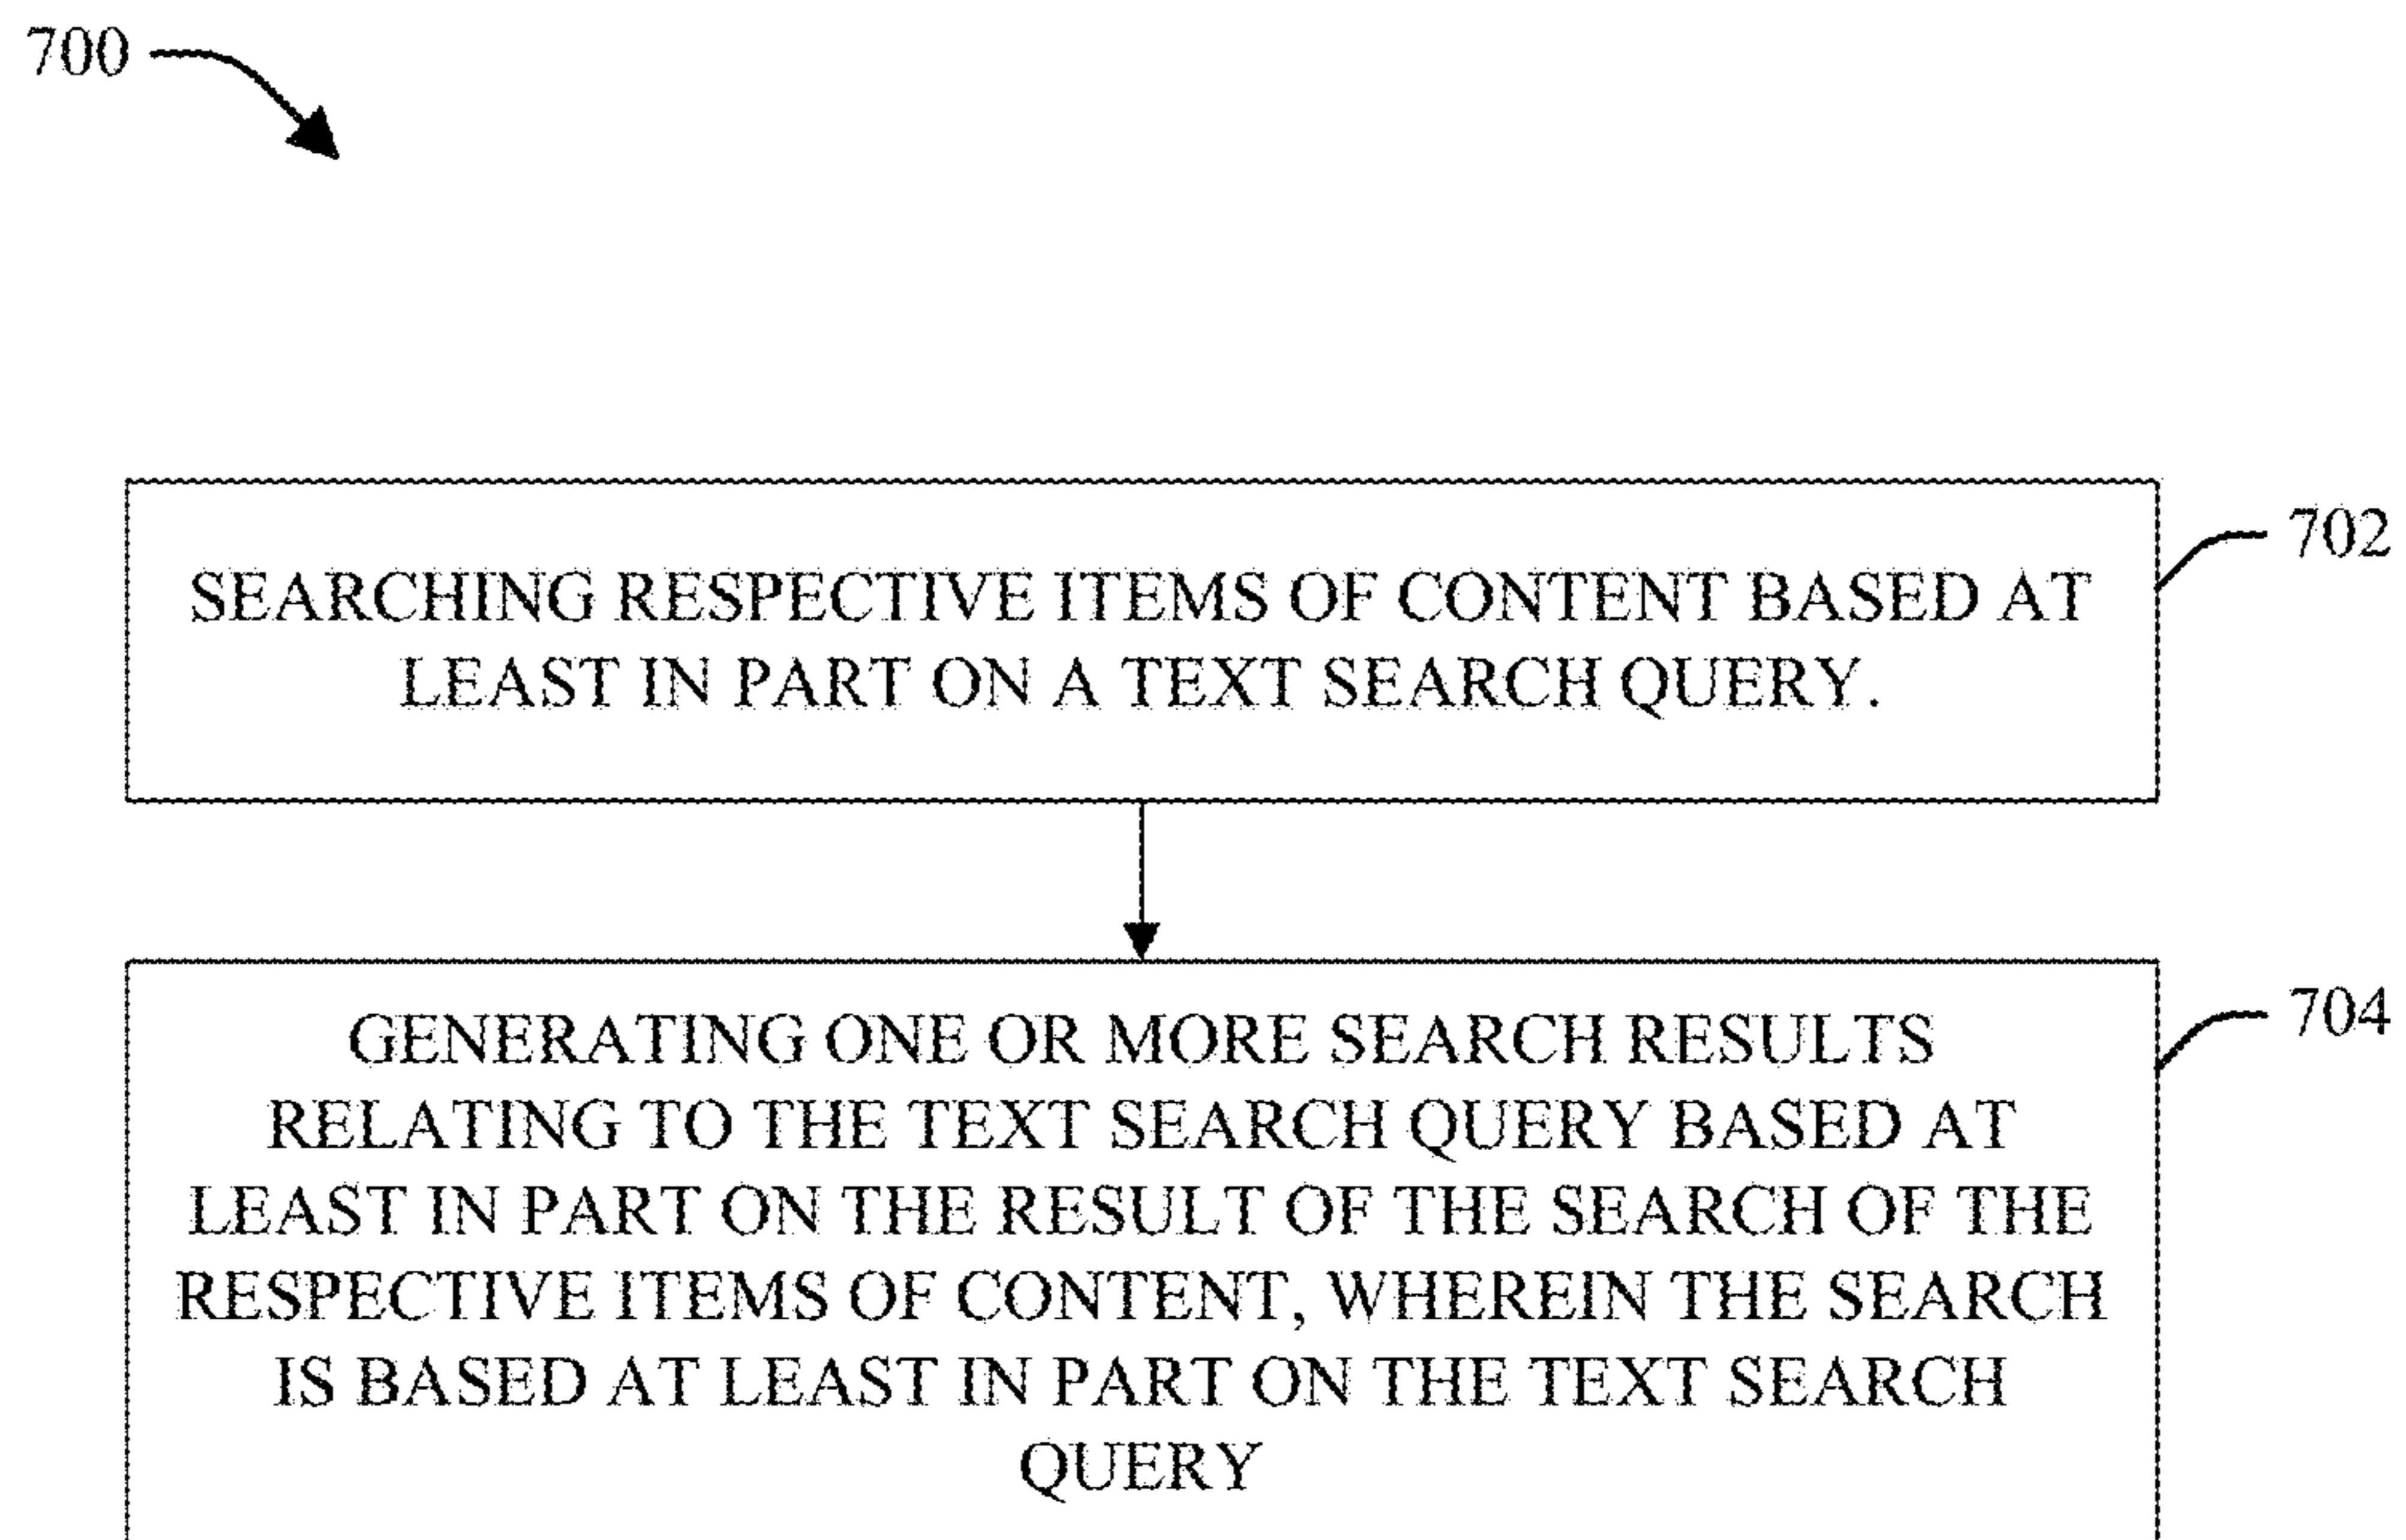 700
SEARCHING RESPECTIVE ITEMS OF CONTENT BASED AT
LEAST IN PART ON A TEXT SEARCH QUERY.
702
GENERATING ONE OR MORE SEARCH RESULTS
RELATING TO THE TEXT SEARCH QUERY BASED AT
LEAST IN PART ON THE RESULT OF THE SEARCH OF THE
RESPECTIVE ITEMS OF CONTENT, WHEREIN THE SEARCH
IS BASED AT LEAST IN PART ON THE TEXT SEARCH
QUERY
704